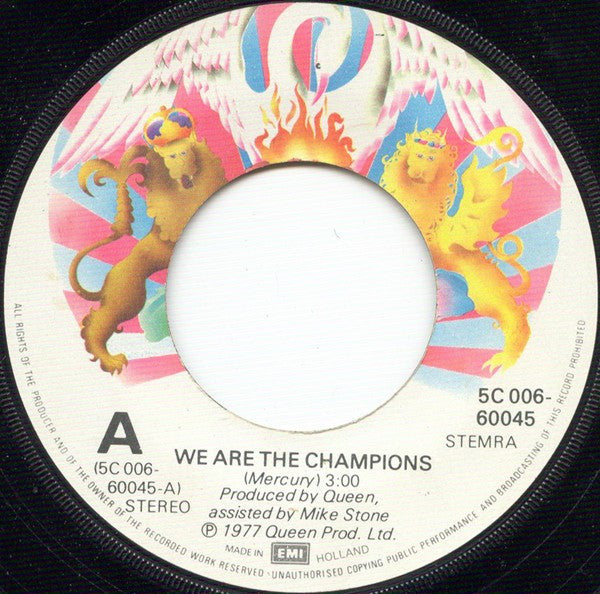 A
(5C 006-
60045-A)
STEREO
5C 006-
60045
STEMRA
WE ARE THE CHAMPIONS
(Mercury) 3:00
Produced by Queen,
assisted by Mike Stone
℗ 1977 Queen Prod. Ltd.
MADE IN EMI HOLLAND
ALL RIGHTS OF THE PRODUCER AND OF THE OWNER OF THE RECORDED WORK RESERVED - UNAUTHORISED COPYING PUBLIC PERFORMANCE AND BROADCASTING OF THIS RECORD PROHIBITED